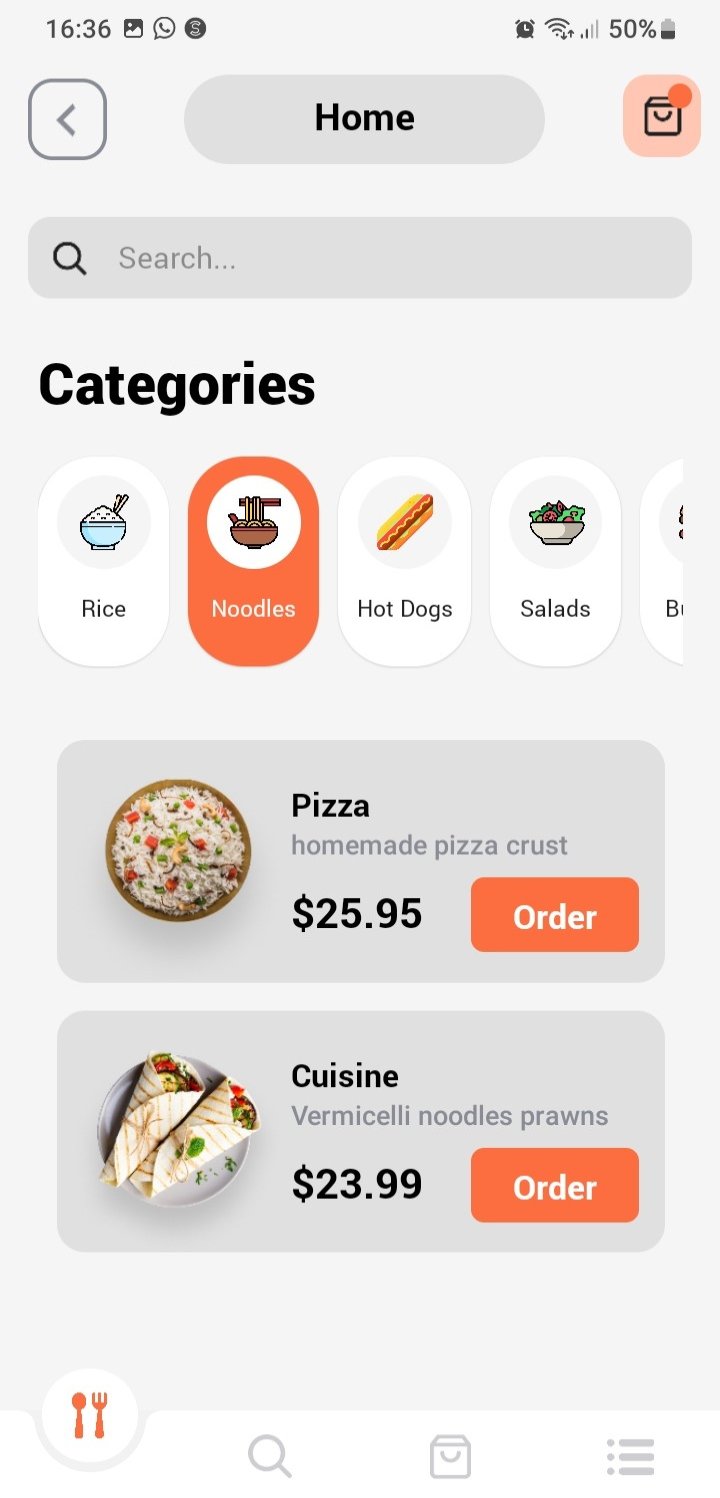 16:36
50%
Home
Search...
Categories
Rice
Noodles
Hot Dogs
Salads
Pizza
homemade pizza crust
$25.95
Order
Cuisine
Vermicelli noodles prawns
$23.99
Order